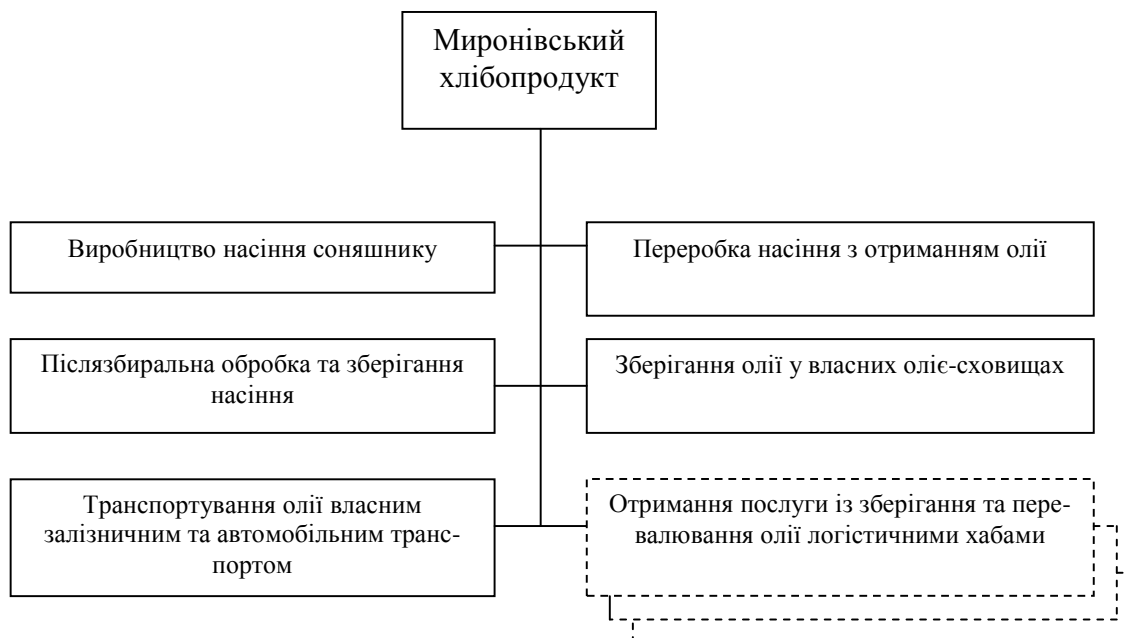 Миронівський
хлібопродукт
Виробництво насіння соняшнику
Переробка насіння з отриманням олії
Післязбиральна обробка та зберігання
насіння
Зберігання олії у власних оліє-сховищах
Транспортування олії власним
залізничним та автомобільним транс-
портом
Отримання послуги із зберігання та пере-
валювання олії логістичними хабами